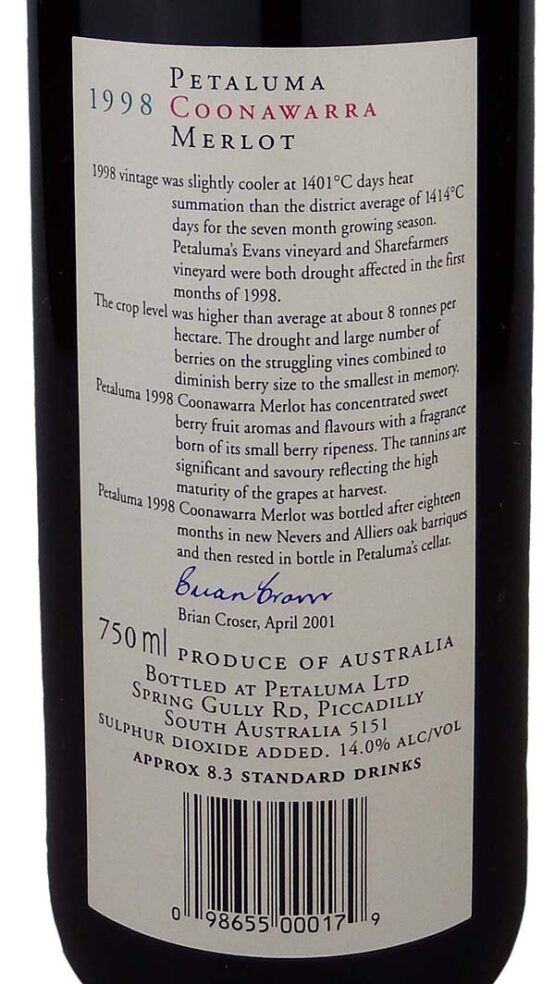 PETALUMA
1998 COONAWARRA
MERLOT
1998 vintage was slightly cooler at 1401°C days heat
summation than the district average of 1414°C
days for the seven month growing season.
Petaluma's Evans vineyard and Sharefarmers
vineyard were both drought affected in the first
months of 1998.
The crop level was higher than average at about 8 tonnes per
hectare. The drought and large number of
berries on the struggling vines combined to
diminish berry size to the smallest in memory.
Petaluma 1998 Coonawarra Merlot has concentrated sweet
berry fruit aromas and flavours with a fragrance
born of its small berry ripeness. The tannins are
significant and savoury reflecting the high
maturity of the grapes at harvest.
Petaluma 1998 Coonawarra Merlot was bottled after eighteen
months in new Nevers and Alliers oak barriques
and then rested in bottle in Petaluma's cellar.
Brian Croser
Brian Croser, April 2001
750 ml PRODUCE OF AUSTRALIA
BOTTLED AT PETALUMA LTD
SPRING GULLY RD, PICCADILLY
SOUTH AUSTRALIA 5151
SULPHUR DIOXIDE ADDED. 14.0% ALC/VOL
APPROX 8.3 STANDARD DRINKS
0 98655 00017 9